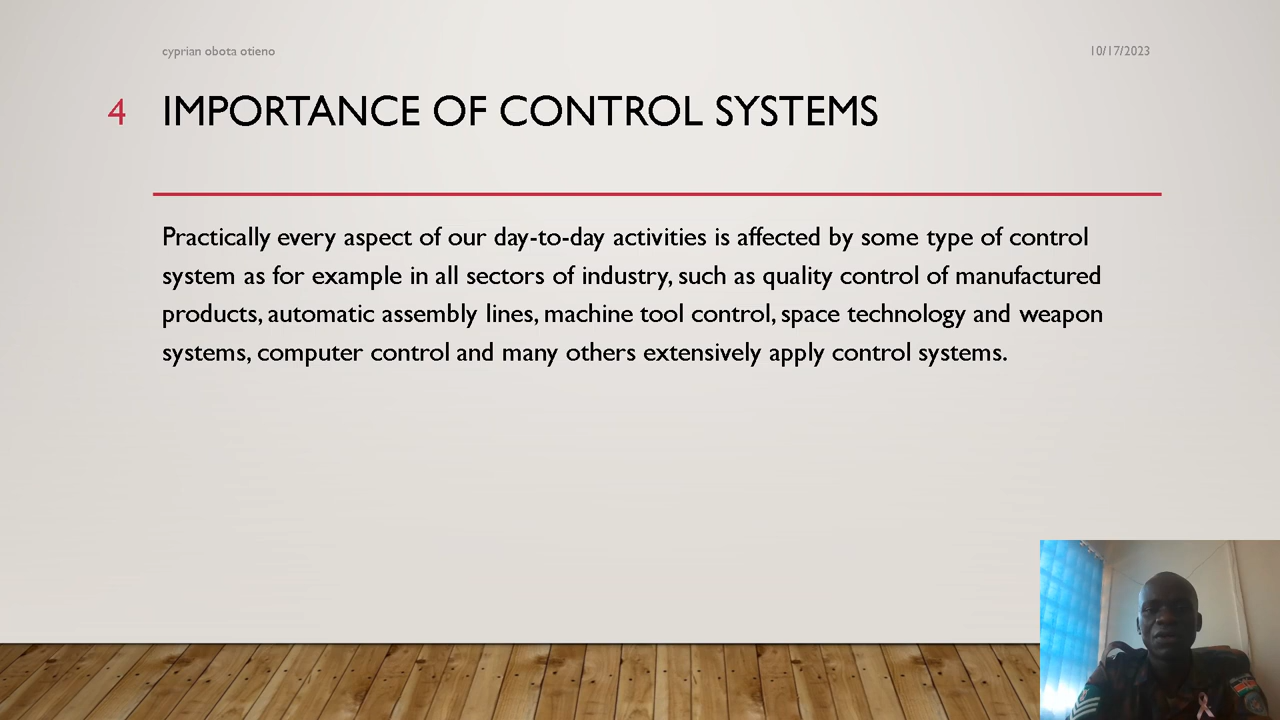 cyprian obota otieno
10/17/2023
4
IMPORTANCE OF CONTROL SYSTEMS
Practically every aspect of our day-to-day activities is affected by some type of control
system as for example in all sectors of industry, such as quality control of manufactured
products, automatic assembly lines, machine tool control, space technology and weapon
systems, computer control and many others extensively apply control systems.